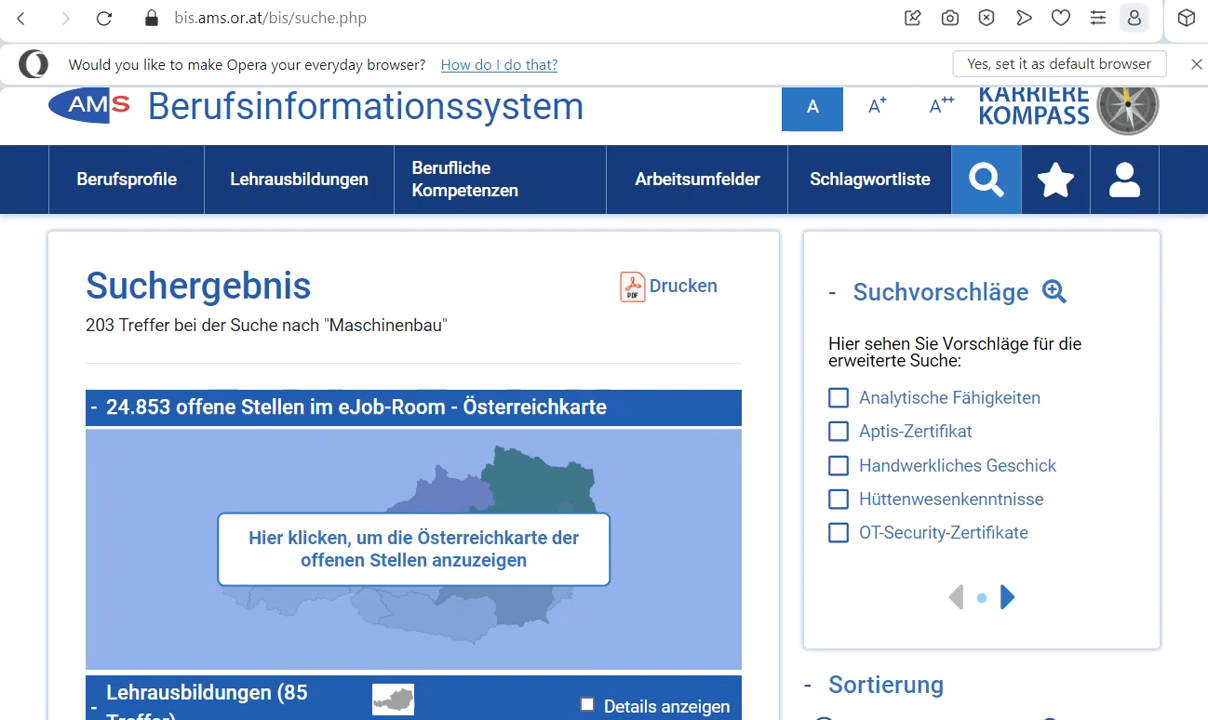 bis.ams.or.at/bis/suche.php
Would you like to make Opera your everyday browser? How do I do that? Yes, set it as default browser
AMS Berufsinformationssystem A A+ A++ KARRIERE
KOMPASS
Berufsprofile Lehrausbildungen Berufliche Kompetenzen Arbeitsumfelder Schlagwortliste
Suchergebnis
PDF Drucken
203 Treffer bei der Suche nach "Maschinenbau"
- 24.853 offene Stellen im eJob-Room - Österreichkarte
Hier klicken, um die Österreichkarte der
offenen Stellen anzuzeigen
- Lehrausbildungen (85
Treffer)
Details anzeigen
- Suchvorschläge
Hier sehen Sie Vorschläge für die
erweiterte Suche:
Analytische Fähigkeiten
Aptis-Zertifikat
Handwerkliches Geschick
Hüttenwesenkenntnisse
OT-Security-Zertifikate
- Sortierung